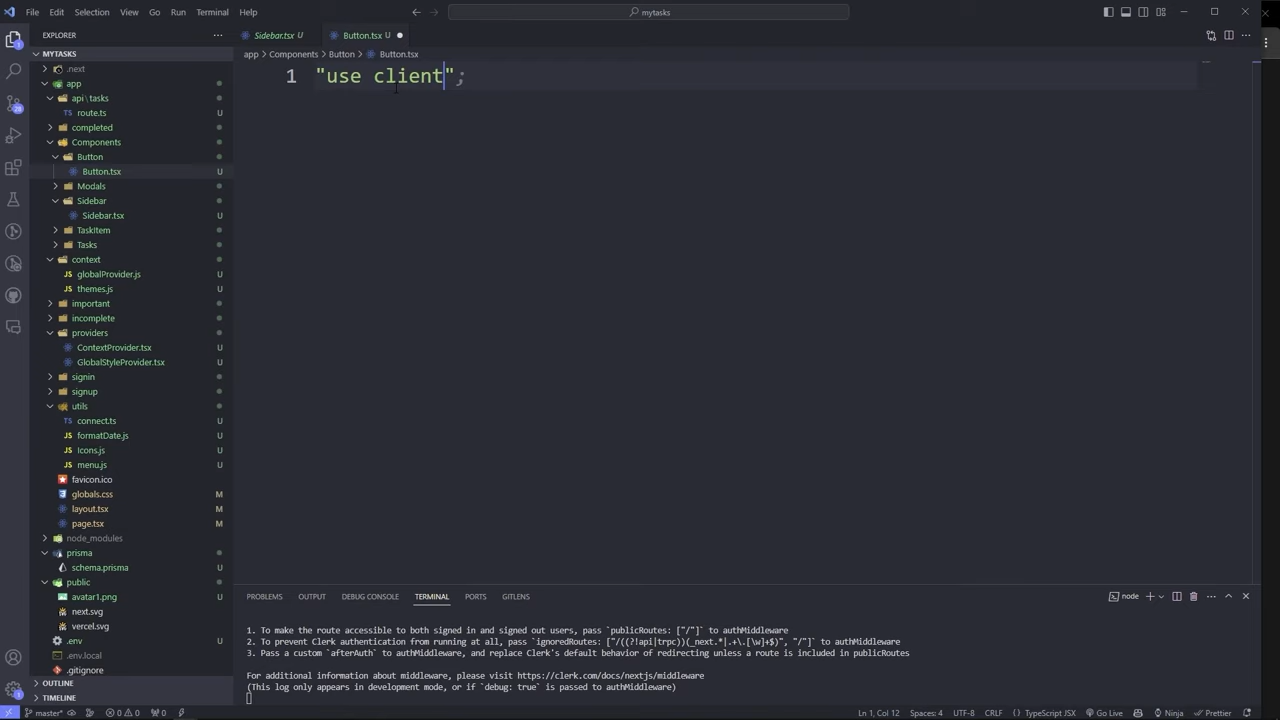 File Edit Selection View Go Run Terminal Help
mytasks
EXPLORER
Sidebar.tsx U
Button.tsx U
MYTASKS
app > Components > Button > Button.tsx
.next
app
api \ tasks
route.ts U
completed
Components
Button
Button.tsx U
Modals
Sidebar
Sidebar.tsx U
TaskItem
Tasks
context
JS globalProvider.js U
JS themes.js U
important
incomplete
providers
ContextProvider.tsx U
GlobalStyleProvider.tsx U
signin
signup
utils
TS connect.ts U
JS formatDate.js U
JS Icons.js U
JS menu.js U
favicon.ico
globals.css M
layout.tsx M
page.tsx M
node_modules
prisma
schema.prisma U
public
avatar1.png U
next.svg
vercel.svg
.env U
.env.local
.gitignore
OUTLINE
TIMELINE
1 "use client";
PROBLEMS OUTPUT DEBUG CONSOLE TERMINAL PORTS GITLENS
node
1. To make the route accessible to both signed in and signed out users, pass `publicRoutes: ["/"]` to authMiddleware
2. To prevent Clerk authentication from running at all, pass `ignoredRoutes: ["/((?!api|trpc))(_next.*|.+\.[\w]+$)", "/"]` to authMiddleware
3. Pass a custom `afterAuth` to authMiddleware, and replace Clerk's default behavior of redirecting unless a route is included in publicRoutes
For additional information about middleware, please visit https://clerk.com/docs/nextjs/middleware
(This log only appears in development mode, or if `debug: true` is passed to authMiddleware)
master* 0 0 0 Ln 1, Col 12 Spaces: 4 UTF-8 CRLF {} TypeScript JSX Go Live Ninja Prettier